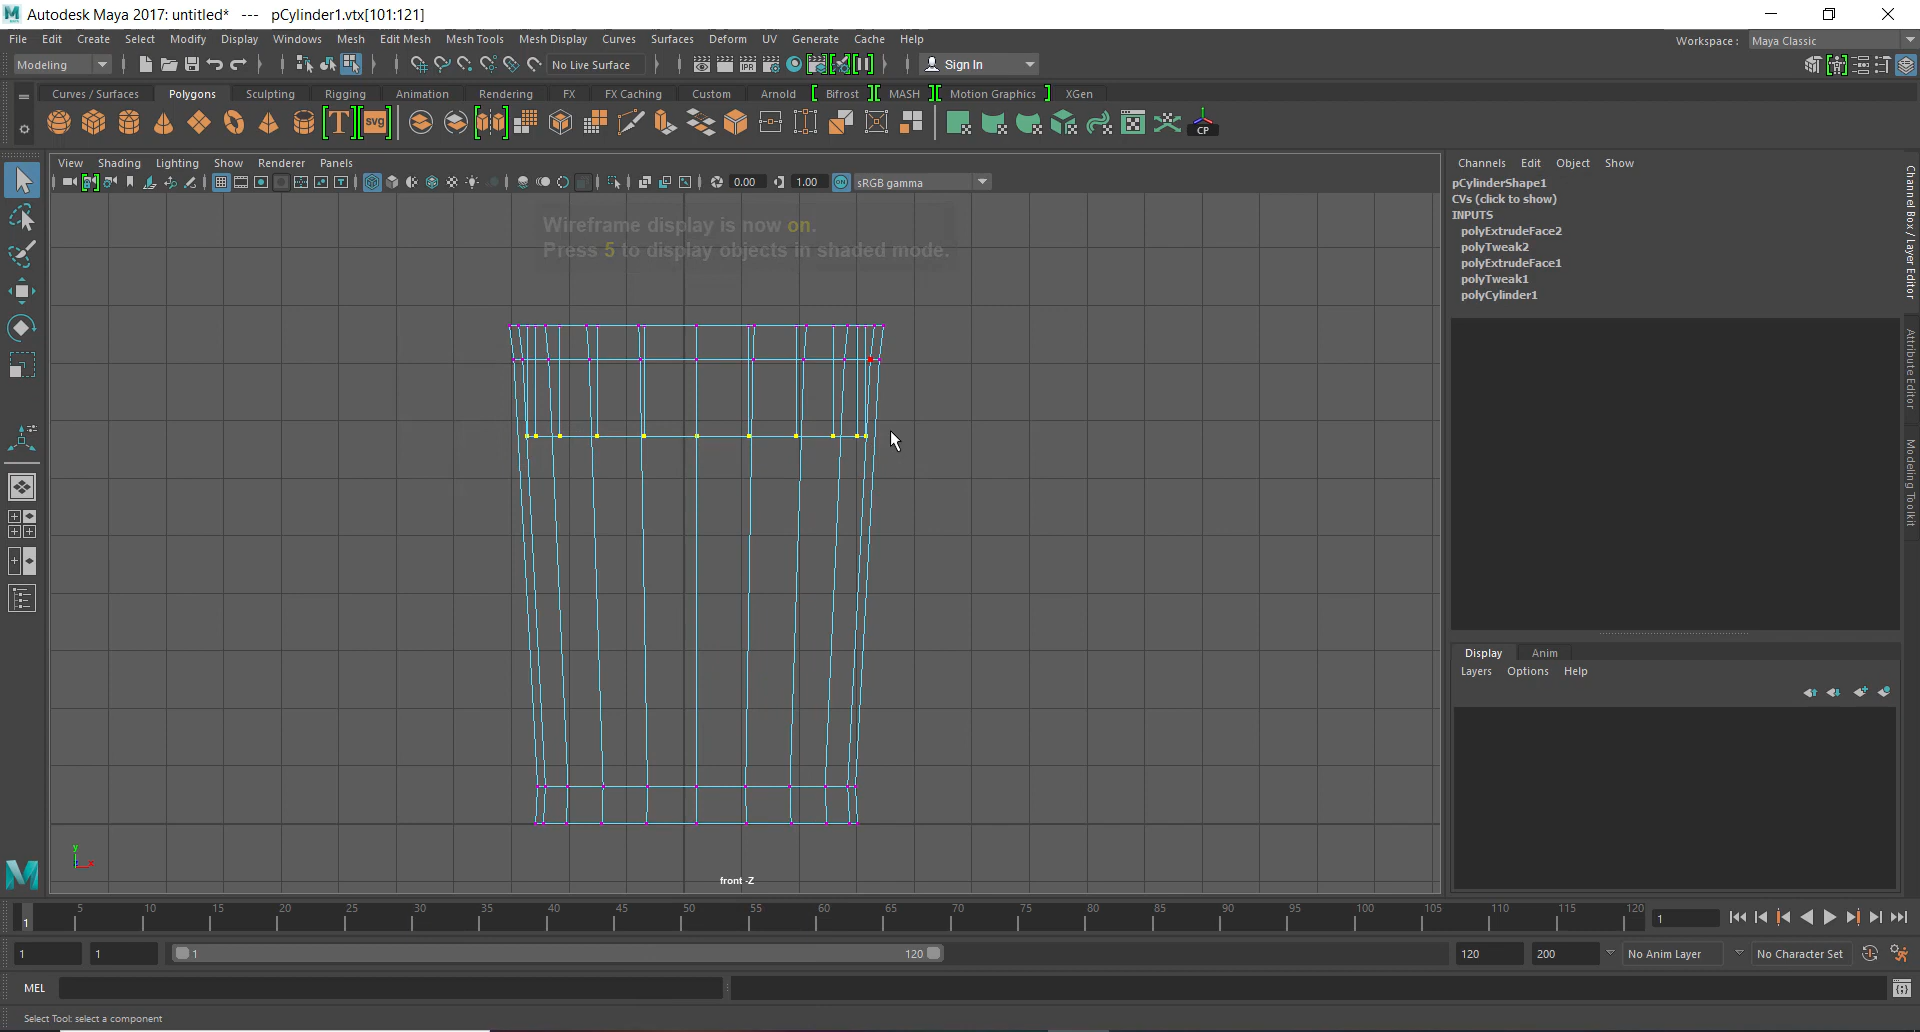 Autodesk Maya 2017: untitled* --- pCylinder1.vtx[101:121]
File Edit Create Select Modify Display Windows Mesh Edit Mesh Mesh Tools Mesh Display Curves Surfaces Deform UV Generate Cache Help
Workspace : Maya Classic
Modeling No Live Surface IPR Sign In
Curves / Surfaces Polygons Sculpting Rigging Animation Rendering FX FX Caching Custom Arnold Bifrost MASH Motion Graphics XGen
T SVG CP
View Shading Lighting Show Renderer Panels
0.00 1.00 ON sRGB gamma
Wireframe display is now on.
Press 5 to display objects in shaded mode.
Channels Edit Object Show
pCylinderShape1
CVs (click to show)
INPUTS
polyExtrudeFace2
polyTweak2
polyExtrudeFace1
polyTweak1
polyCylinder1
Channel Box / Layer Editor
Attribute Editor
Modeling Toolkit
Display Anim
Layers Options Help
y
front -Z
5 10 15 20 25 30 35 40 45 50 55 60 65 70 75 80 85 90 95 100 105 110 115 120
1 1
1 1 1 120 120 200 No Anim Layer No Character Set
MEL
Select Tool: select a component